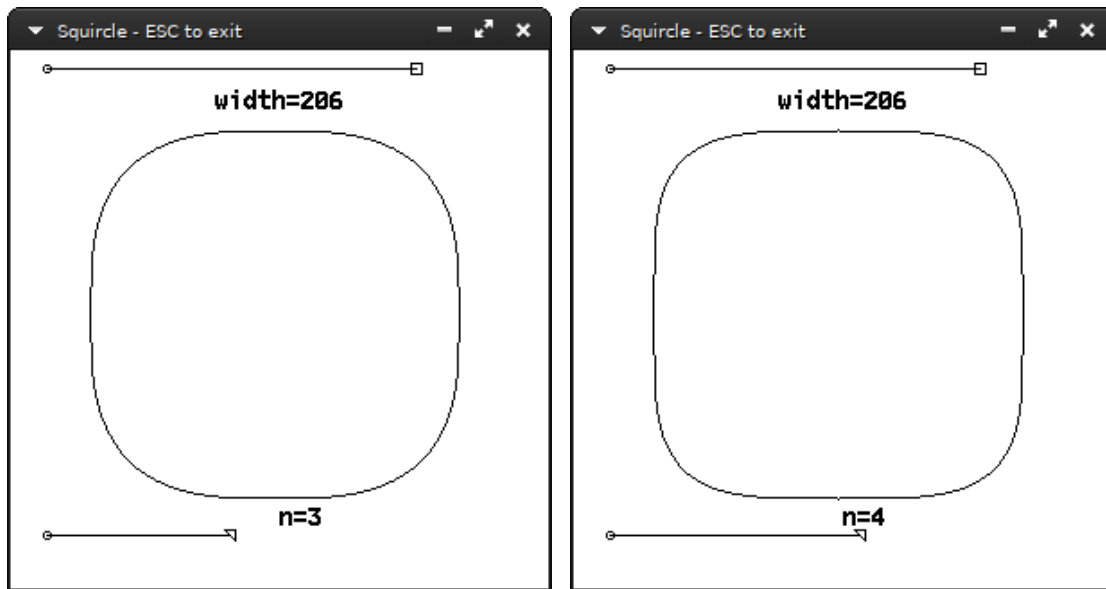 Squircle - ESC to exit
width=206
n=3
Squircle - ESC to exit
width=206
n=4